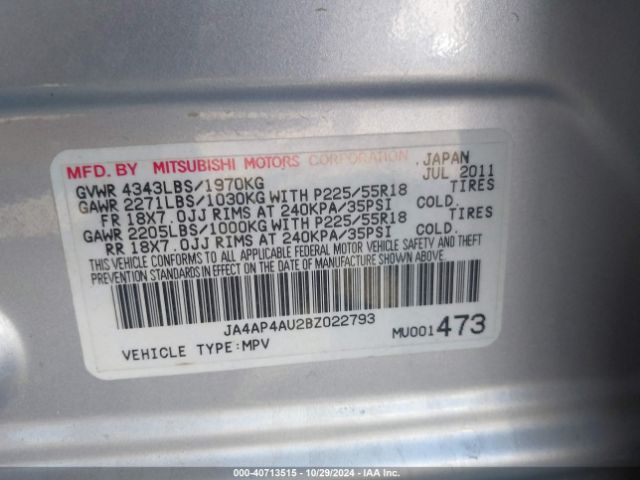 MFD. BY MITSUBISHI MOTORS CORPORATION JAPAN
GVWR 4343LBS/1970KG JUL 2011
GAWR 2271LBS/1030KG WITH P225/55R18 TIRES
FR 18X7.0JJ RIMS AT 240KPA/35PSI COLD.
GAWR 2205LBS/1000KG WITH P225/55R18 TIRES
RR 18X7.0JJ RIMS AT 240KPA/35PSI COLD.
THIS VEHICLE CONFORMS TO ALL APPLICABLE FEDERAL MOTOR VEHICLE SAFETY AND THEFT
PREVENTION STANDARDS IN EFFECT ON THE DATE OF MANUFACTURE SHOWN ABOVE.
JA4AP4AU2BZ022793
VEHICLE TYPE:MPV MU001473
000-40713515 - 10/29/2024 - IAA Inc.